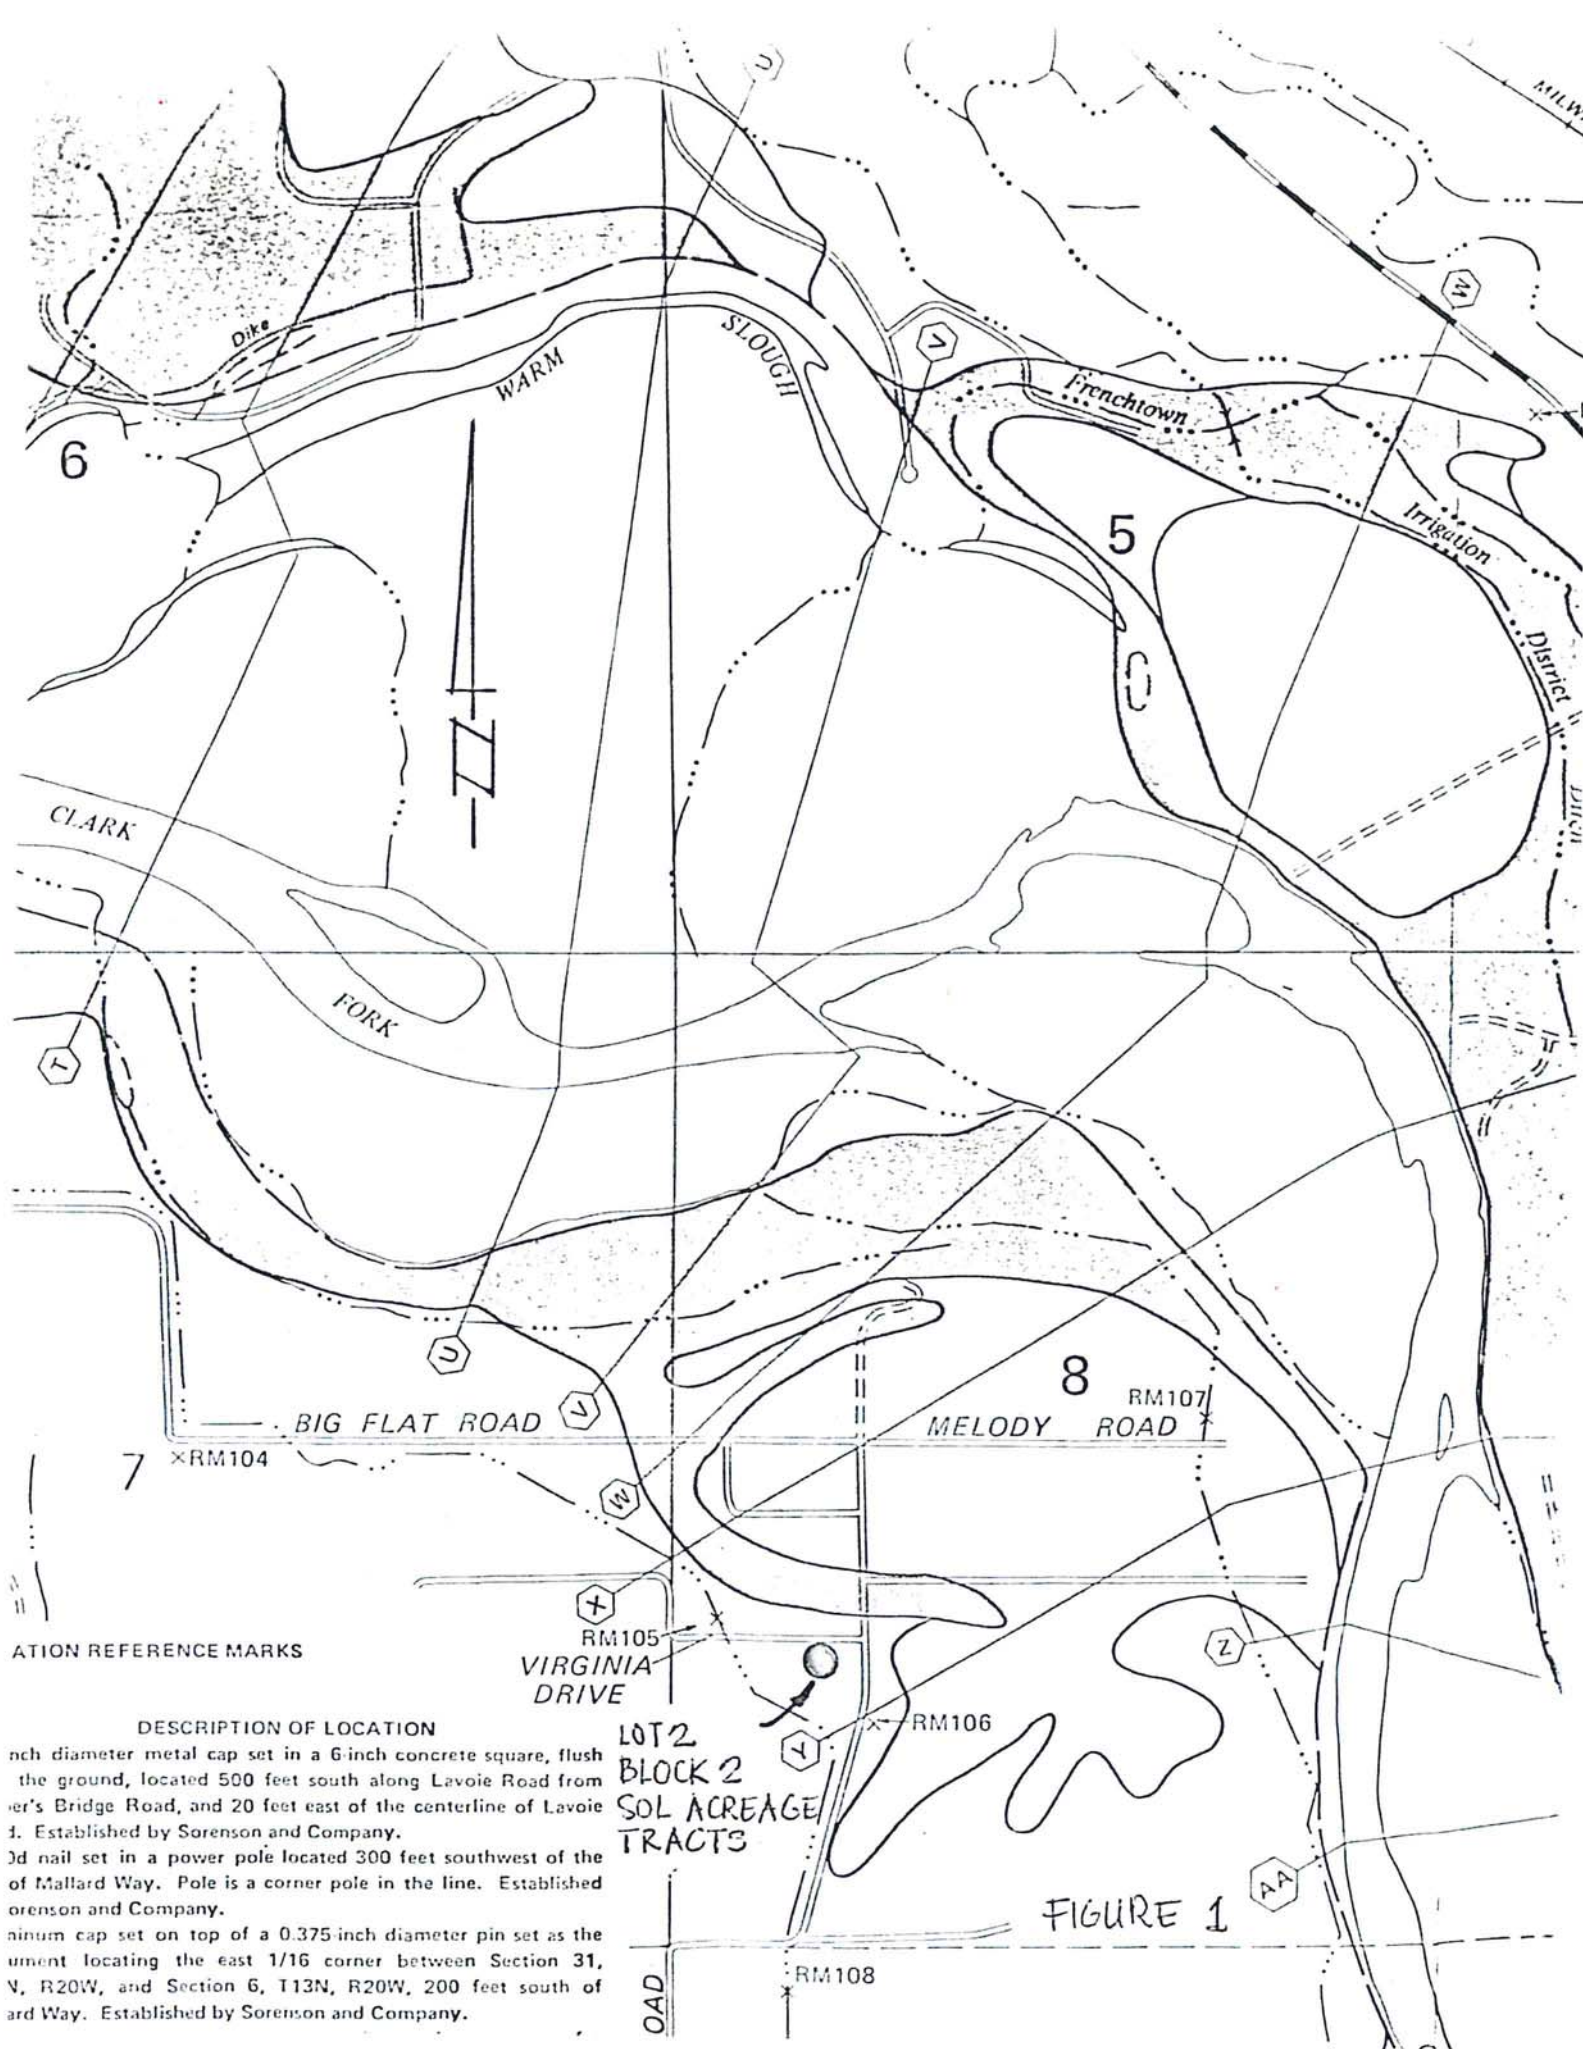 U
MILW
Dike
WARM
SLOUGH
V
W
Frenchtown
Irrigation
District
6
5
CLARK
FORK
T
U
V
8
RM107
BIG FLAT ROAD
MELODY ROAD
7
RM104
W
X
RM105
VIRGINIA
DRIVE
Z
ATION REFERENCE MARKS
RM106
Y
LOT 2
BLOCK 2
SOL ACREAGE
TRACTS
DESCRIPTION OF LOCATION
nch diameter metal cap set in a 6-inch concrete square, flush
the ground, located 500 feet south along Lavoie Road from
er's Bridge Road, and 20 feet east of the centerline of Lavoie
d. Established by Sorenson and Company.
0d nail set in a power pole located 300 feet southwest of the
of Mallard Way. Pole is a corner pole in the line. Established
orenson and Company.
ninum cap set on top of a 0.375-inch diameter pin set as the
ument locating the east 1/16 corner between Section 31,
N, R20W, and Section 6, T13N, R20W, 200 feet south of
ard Way. Established by Sorenson and Company.
AA
FIGURE 1
RM108
OAD